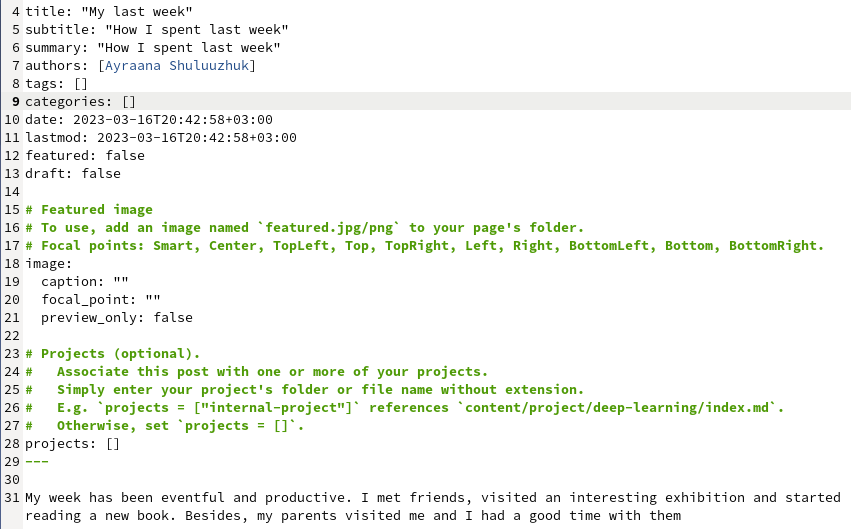 4 title: "My last week"
5 subtitle: "How I spent last week"
6 summary: "How I spent last week"
7 authors: [Ayraana Shuluuzhuk]
8 tags: []
9 categories: []
10 date: 2023-03-16T20:42:58+03:00
11 lastmod: 2023-03-16T20:42:58+03:00
12 featured: false
13 draft: false
14
15 # Featured image
16 # To use, add an image named `featured.jpg/png` to your page's folder.
17 # Focal points: Smart, Center, TopLeft, Top, TopRight, Left, Right, BottomLeft, Bottom, BottomRight.
18 image:
19   caption: ""
20   focal_point: ""
21   preview_only: false
22
23 # Projects (optional).
24 #   Associate this post with one or more of your projects.
25 #   Simply enter your project's folder or file name without extension.
26 #   E.g. `projects = ["internal-project"]` references `content/project/deep-learning/index.md`.
27 #   Otherwise, set `projects = []`.
28 projects: []
29 ---
30
31 My week has been eventful and productive. I met friends, visited an interesting exhibition and started
reading a new book. Besides, my parents visited me and I had a good time with them